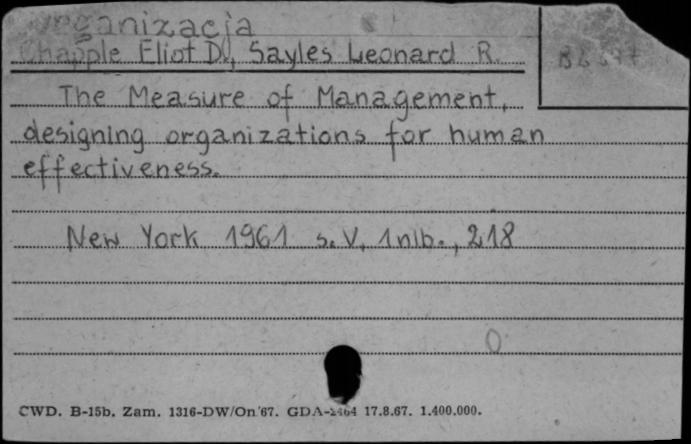 organizacja
Chapple Eliot D., Sayles Leonard R.
The Measure of Management,
designing organizations for human
effectiveness.
New York 1961 s. V, 1nlb., 218
0
CWD. B-15b. Zam. 1316-DW/On 67. GDA-2464 17.8.67. 1.400.000.